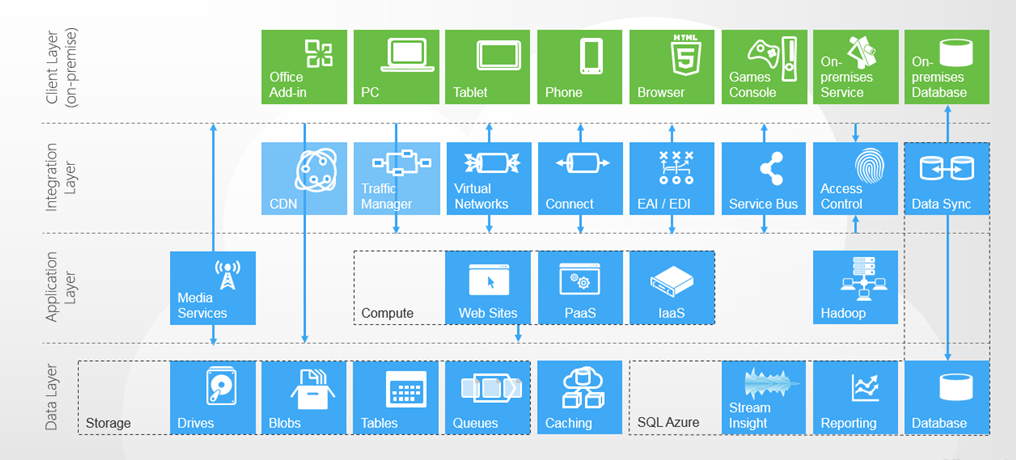 Client Layer
(on-premise)
Office
Add-in
PC
Tablet
Phone
HTML
5
Browser
Games
Console
On-
premises
Service
On-
premises
Database
Integration
Layer
CDN
Traffic
Manager
Virtual
Networks
Connect
EAI / EDI
Service Bus
Access
Control
Data Sync
Application
Layer
Media
Services
Compute
Web Sites
PaaS
IaaS
Hadoop
Data Layer
Storage
Drives
Blobs
Tables
Queues
Caching
SQL Azure
Stream
Insight
Reporting
Database